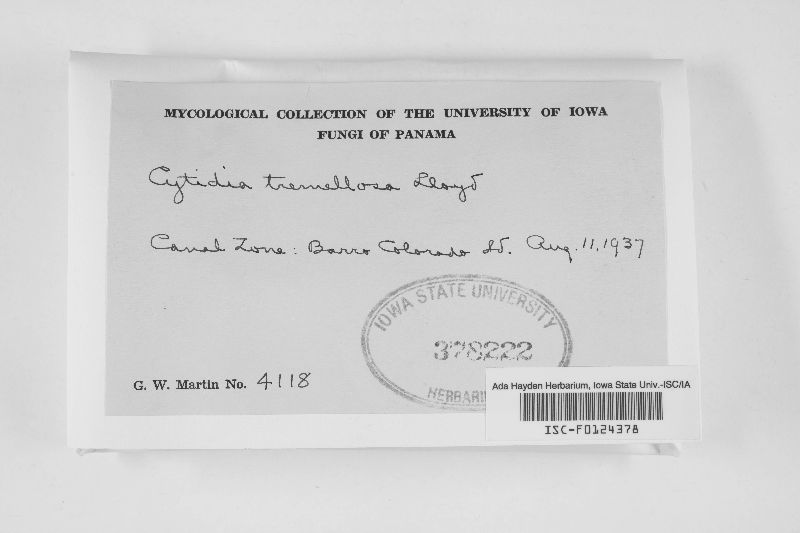 MYCOLOGICAL COLLECTION OF THE UNIVERSITY OF IOWA
FUNGI OF PANAMA
Cytidia tremellosa Lloyd
Canal Zone: Barro Colorado Id. Aug. 11, 1937
IOWA STATE UNIVERSITY
378222
HERBARI
G. W. Martin No. 4118
Ada Hayden Herbarium, Iowa State Univ.-ISC/IA
ISC-F0124378